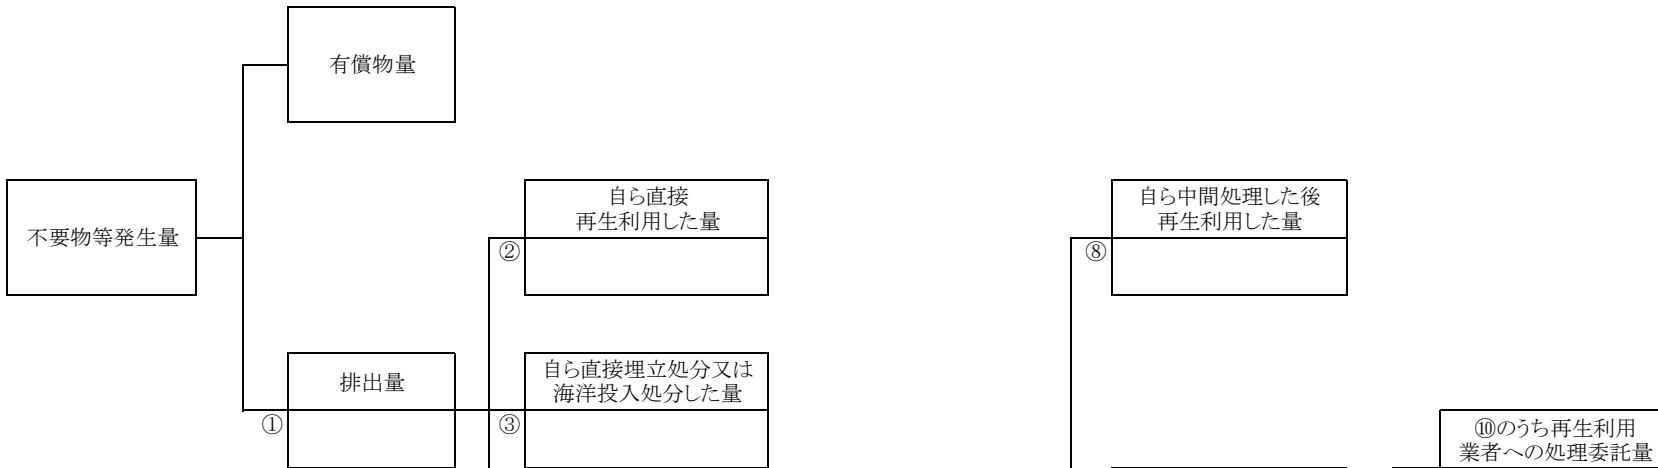 有償物量
不要物等発生量
自ら直接
再生利用した量
②
自ら中間処理した後
再生利用した量
⑧
排出量
①
自ら直接埋立処分又は
海洋投入処分した量
③
⑩のうち再生利用
業者への処理委託量